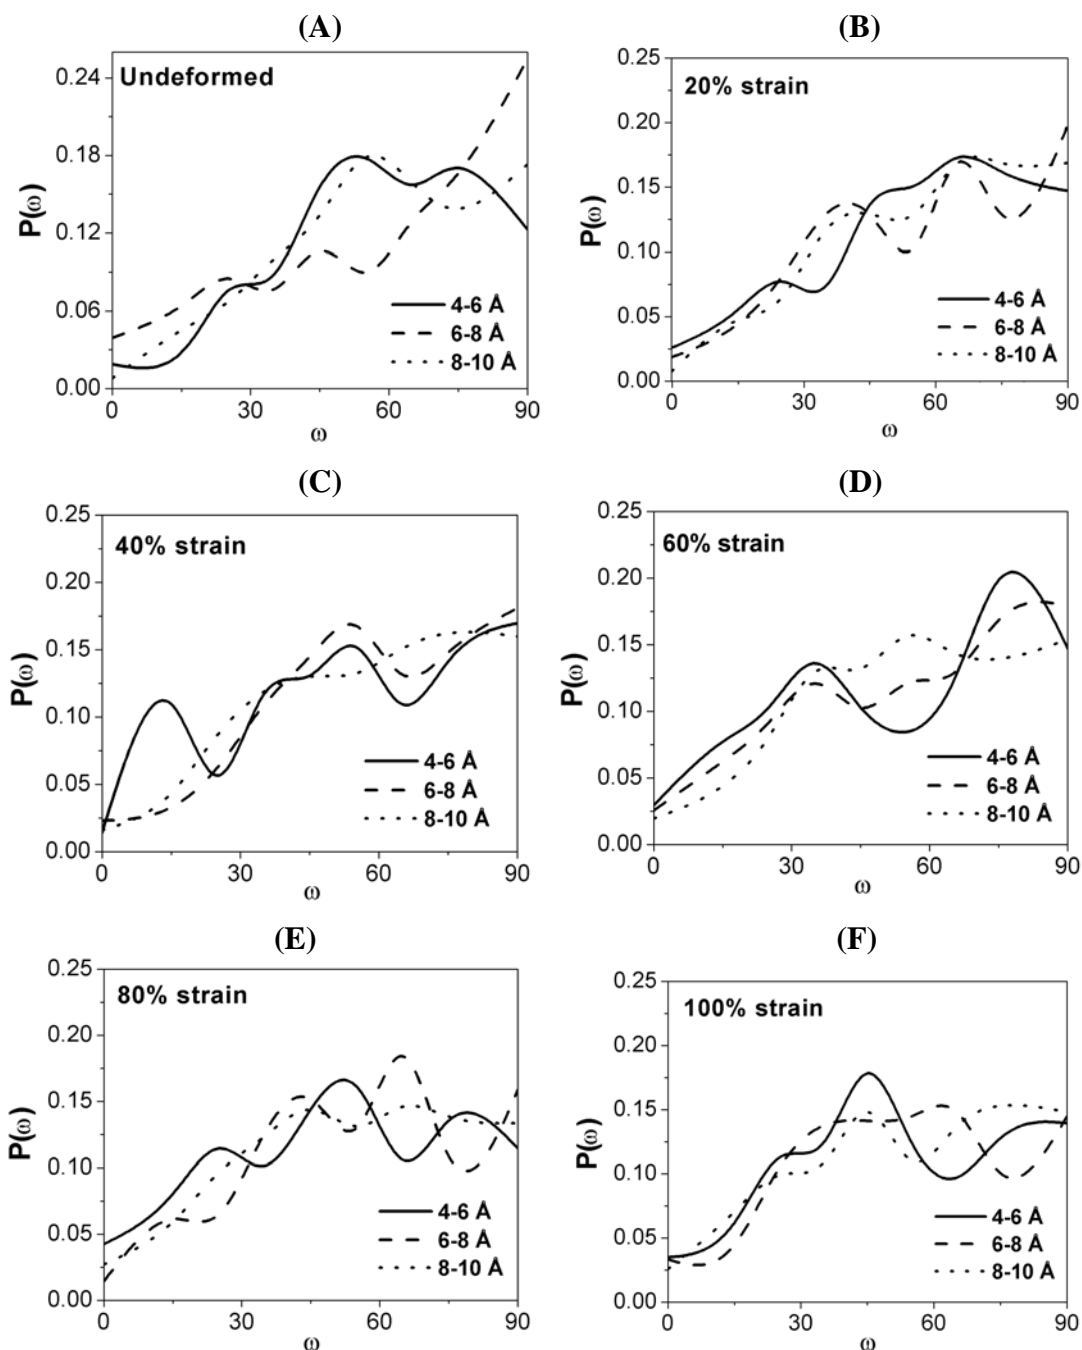 (A)
Undeformed
0.24
0.18
0.12
0.06
0.00
P(ω)
4-6 Å
6-8 Å
8-10 Å
0
30
60
90
ω
(B)
20% strain
0.25
0.20
0.15
0.10
0.05
0.00
P(ω)
4-6 Å
6-8 Å
8-10 Å
0
30
60
90
ω
(C)
40% strain
0.25
0.20
0.15
0.10
0.05
0.00
P(ω)
4-6 Å
6-8 Å
8-10 Å
0
30
60
90
ω
(D)
60% strain
0.25
0.20
0.15
0.10
0.05
0.00
P(ω)
4-6 Å
6-8 Å
8-10 Å
0
30
60
90
ω
(E)
80% strain
0.25
0.20
0.15
0.10
0.05
0.00
P(ω)
4-6 Å
6-8 Å
8-10 Å
0
30
60
90
ω
(F)
100% strain
0.25
0.20
0.15
0.10
0.05
0.00
P(ω)
4-6 Å
6-8 Å
8-10 Å
0
30
60
90
ω